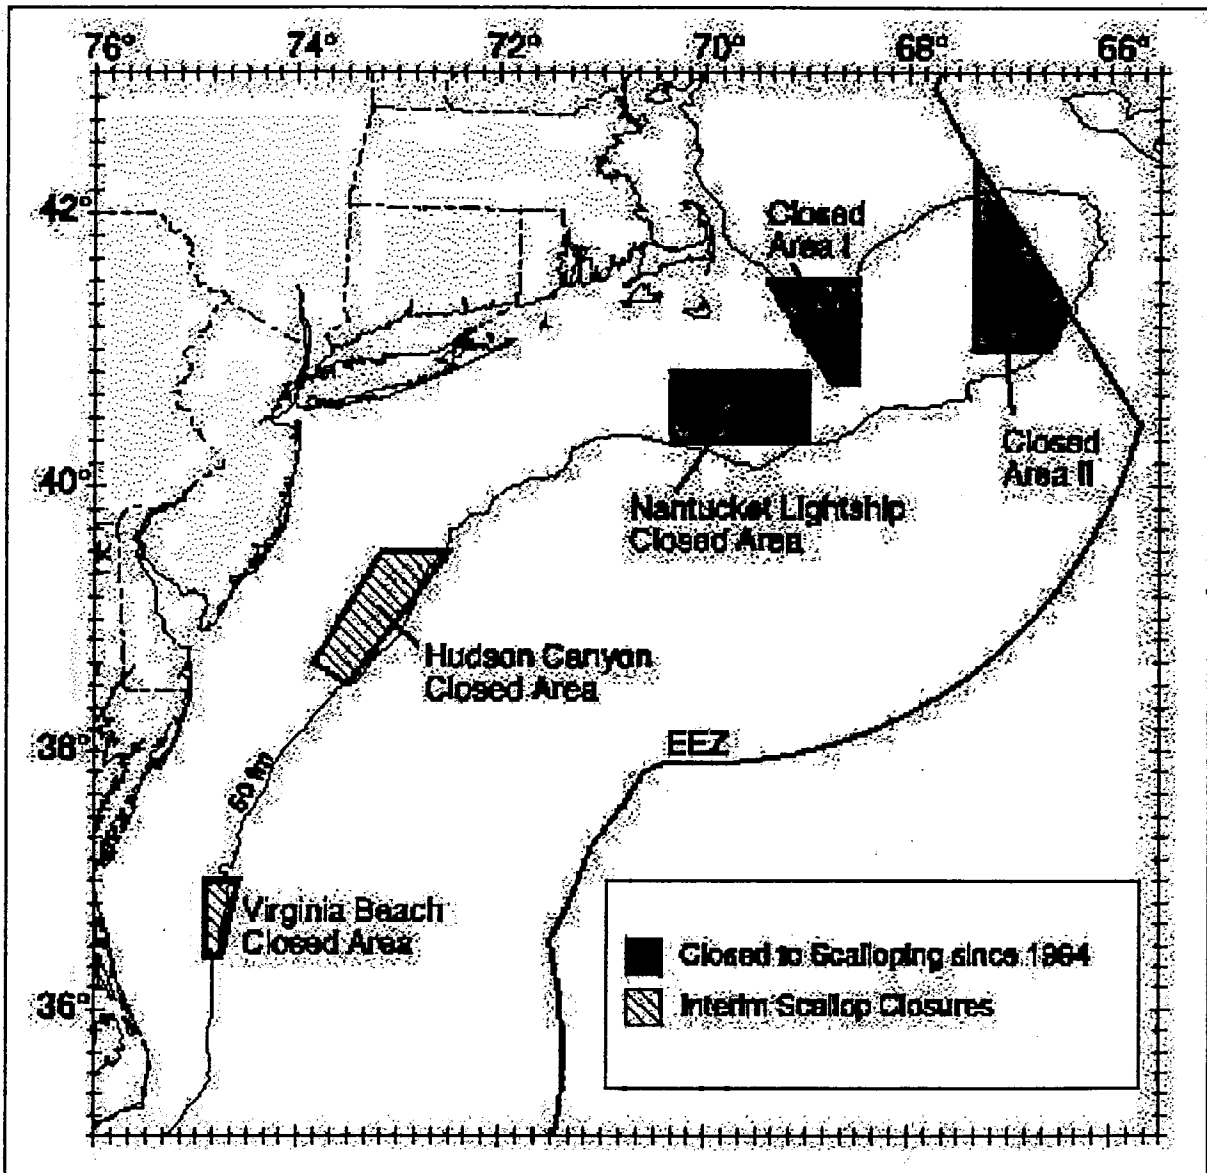 76° 74° 72° 70° 68° 66°
42°
Closed
Area I
40°
Closed
Area II
Nantucket Lightship
Closed Area
Hudson Canyon
Closed Area
38°
EEZ
60 fm
Virginia Beach
Closed Area
36°
Closed to Scalloping since 1994
Interim Scallop Closures